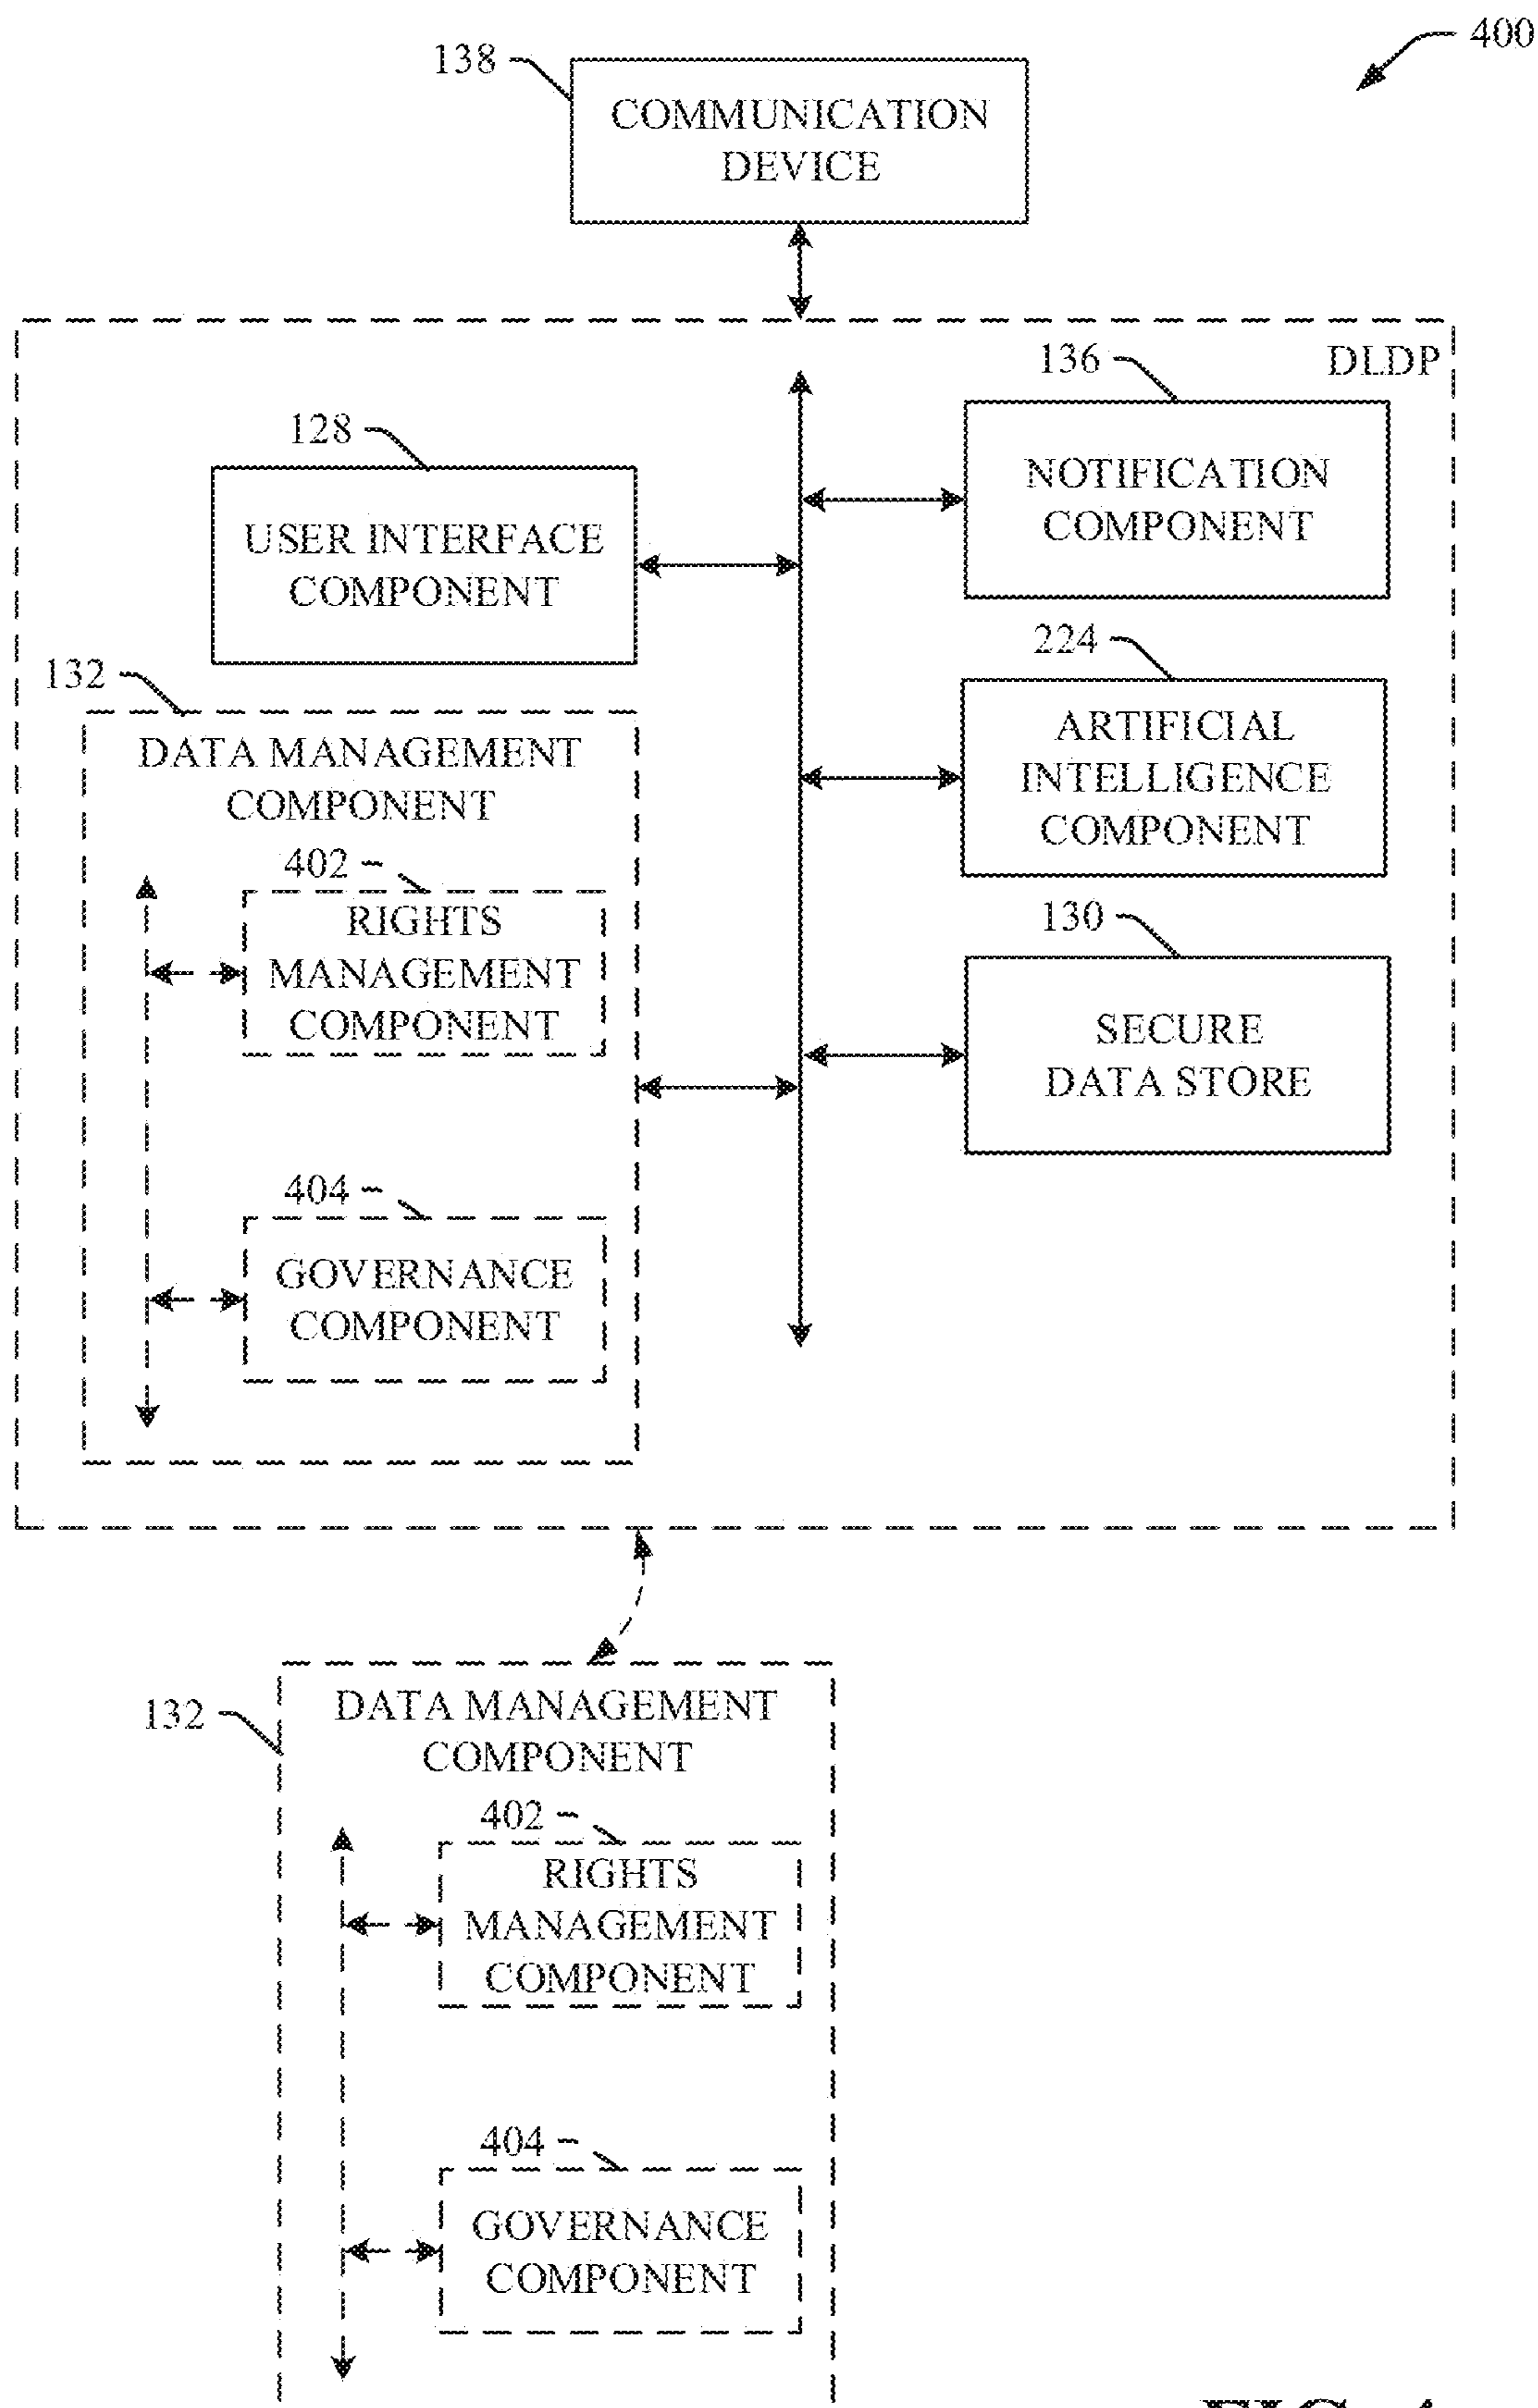 400
138
COMMUNICATION
DEVICE
DLDP
136
NOTIFICATION
COMPONENT
128
USER INTERFACE
COMPONENT
224
ARTIFICIAL
INTELLIGENCE
COMPONENT
132
DATA MANAGEMENT
COMPONENT
402
RIGHTS
MANAGEMENT
COMPONENT
130
SECURE
DATA STORE
404
GOVERNANCE
COMPONENT
132
DATA MANAGEMENT
COMPONENT
402
RIGHTS
MANAGEMENT
COMPONENT
404
GOVERNANCE
COMPONENT